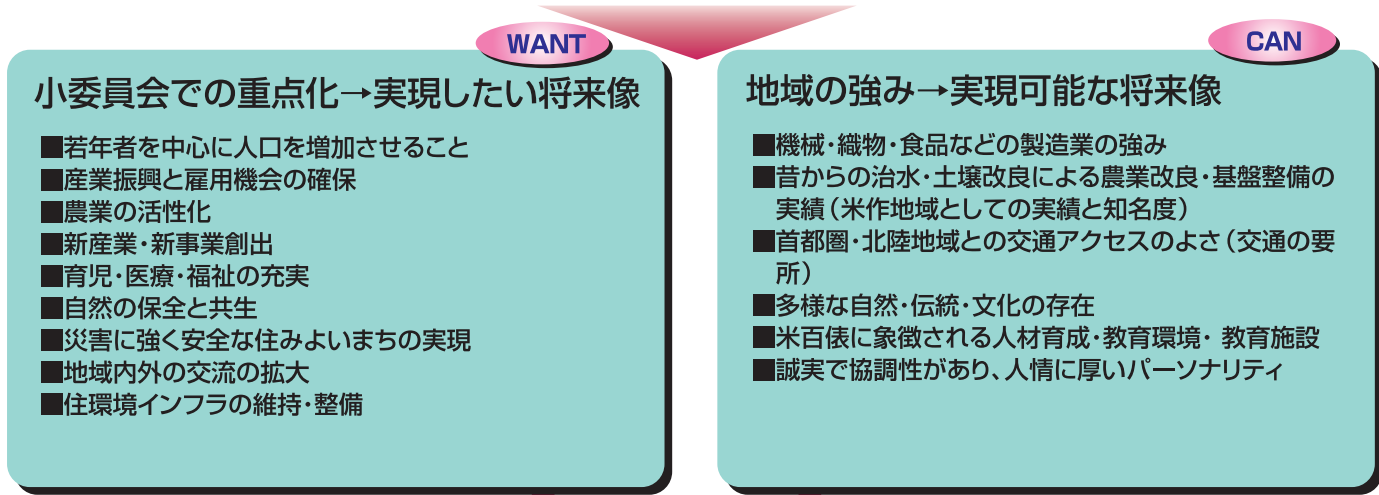 WANT
小委員会での重点化→実現したい将来像
■若年者を中心に人口を増加させること
■産業振興と雇用機会の確保
■農業の活性化
■新産業・新事業創出
■育児・医療・福祉の充実
■自然の保全と共生
■災害に強く安全な住みよいまちの実現
■地域内外の交流の拡大
■住環境インフラの維持・整備
CAN
地域の強み→実現可能な将来像
■機械・織物・食品などの製造業の強み
■昔からの治水・土壌改良による農業改良・基盤整備の
実績（米作地域としての実績と知名度）
■首都圏・北陸地域との交通アクセスのよさ（交通の要
所）
■多様な自然・伝統・文化の存在
■米百俵に象徴される人材育成・教育環境・ 教育施設
■誠実で協調性があり、人情に厚いパーソナリティ